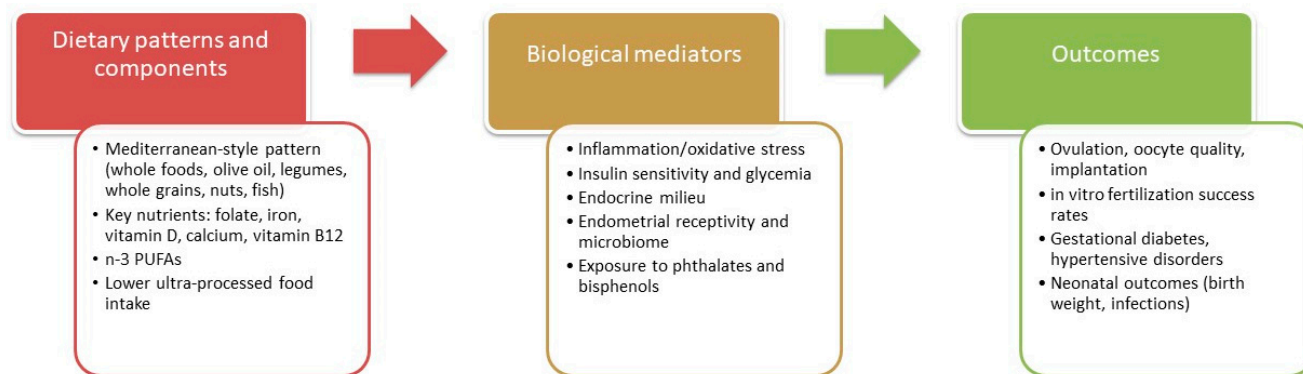 Dietary patterns and
components
• Mediterranean-style pattern
(whole foods, olive oil, legumes,
whole grains, nuts, fish)
• Key nutrients: folate, iron,
vitamin D, calcium, vitamin B12
• n-3 PUFAs
• Lower ultra-processed food
intake
Biological mediators
• Inflammation/oxidative stress
• Insulin sensitivity and glycemia
• Endocrine milieu
• Endometrial receptivity and
microbiome
• Exposure to phthalates and
bisphenols
Outcomes
• Ovulation, oocyte quality,
implantation
• in vitro fertilization success
rates
• Gestational diabetes,
hypertensive disorders
• Neonatal outcomes (birth
weight, infections)